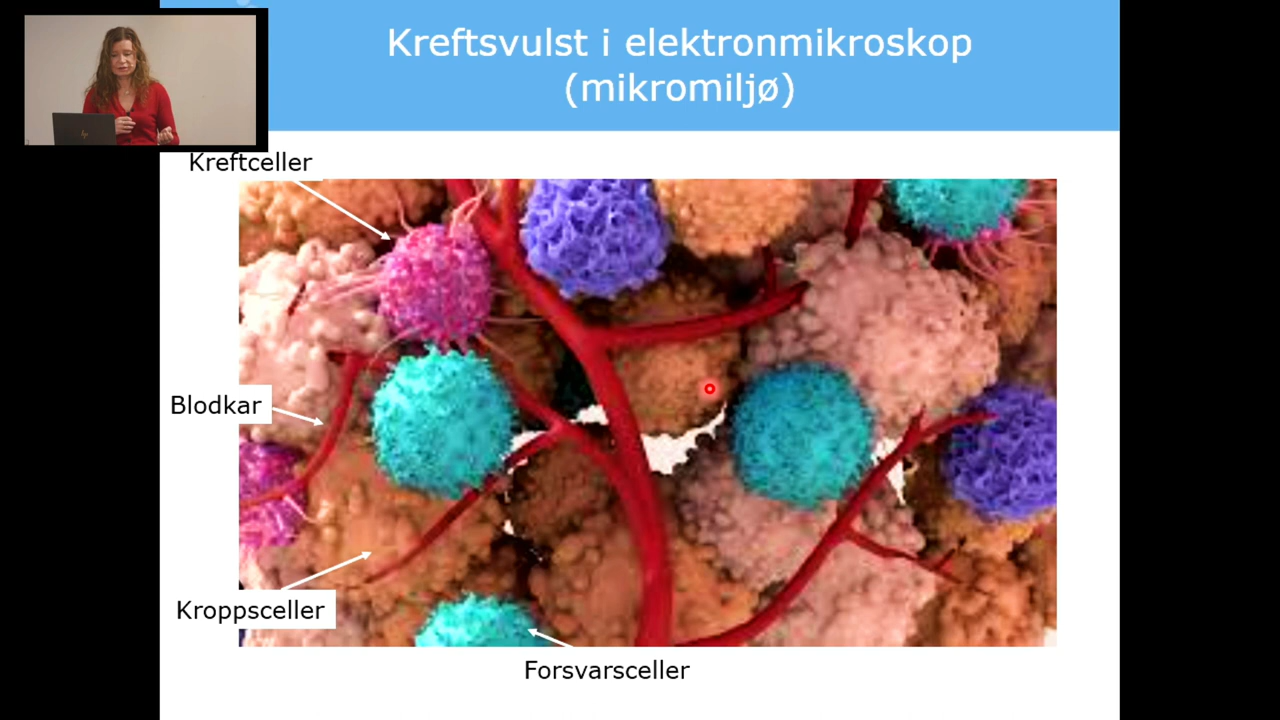 Kreftsvulst i elektronmikroskop
(mikromiljø)
Kreftceller
Blodkar
Kroppsceller
Forsvarsceller